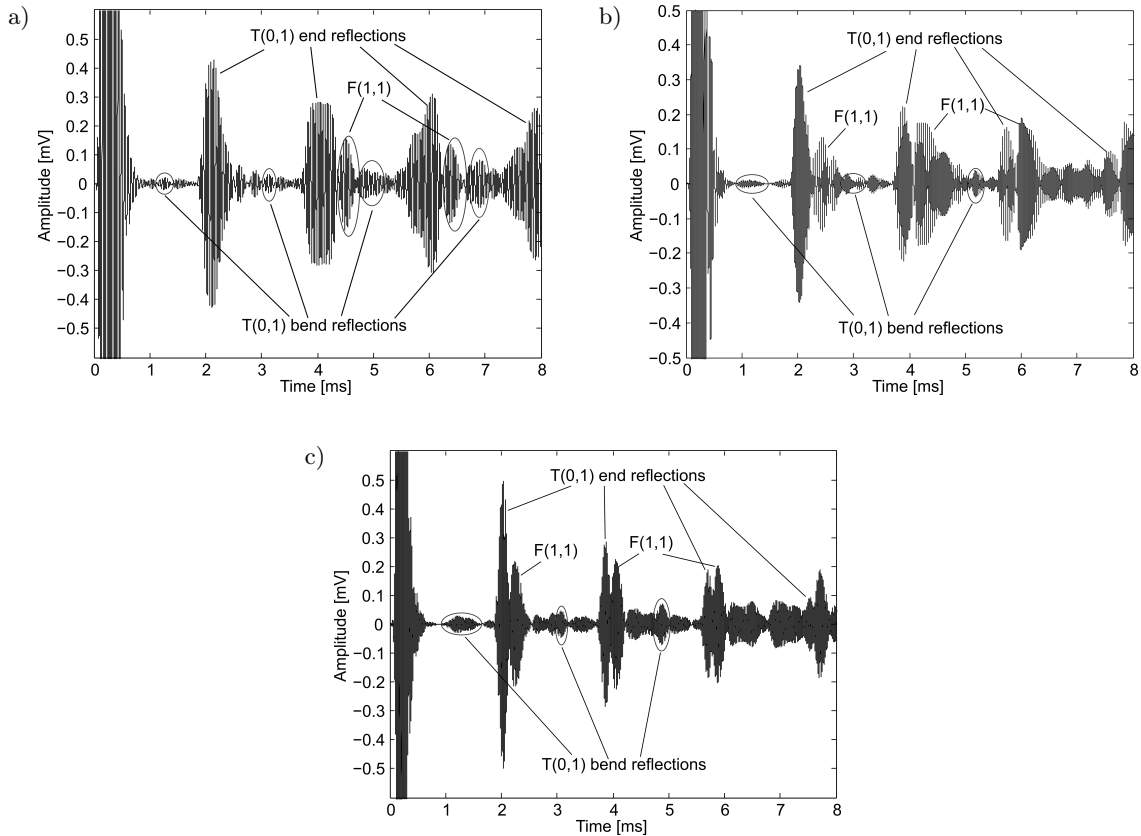 a)
T(0,1) end reflections
F(1,1)
T(0,1) bend reflections
Amplitude [mV]
0.5
0.4
0.3
0.2
0.1
0
−0.1
−0.2
−0.3
−0.4
−0.5
0 1 2 3 4 5 6 7 8
Time [ms]
b)
T(0,1) end reflections
F(1,1)
F(1,1)
T(0,1) bend reflections
Amplitude [mV]
0.5
0.4
0.3
0.2
0.1
0
−0.1
−0.2
−0.3
−0.4
−0.5
0 1 2 3 4 5 6 7 8
Time [ms]
c)
T(0,1) end reflections
F(1,1)
F(1,1)
T(0,1) bend reflections
Amplitude [mV]
0.5
0.4
0.3
0.2
0.1
0
−0.1
−0.2
−0.3
−0.4
−0.5
0 1 2 3 4 5 6 7 8
Time [ms]